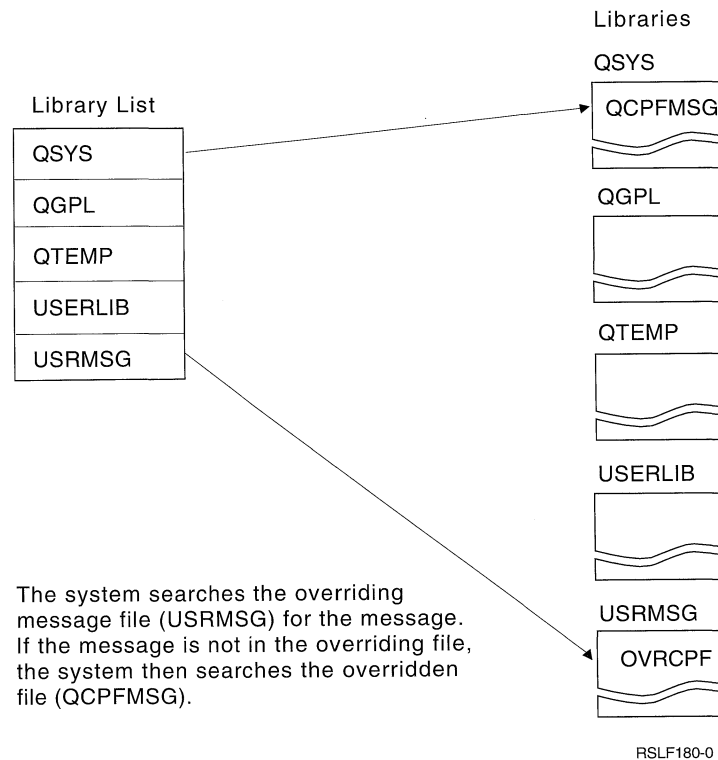 Libraries
QSYS
Library List
QCPFMSG
QSYS
QGPL
QGPL
QTEMP
USERLIB
QTEMP
USRMSG
USERLIB
The system searches the overriding
message file (USRMSG) for the message.
If the message is not in the overriding file,
the system then searches the overridden
file (QCPFMSG).
USRMSG
OVRCPF
RSLF180-0